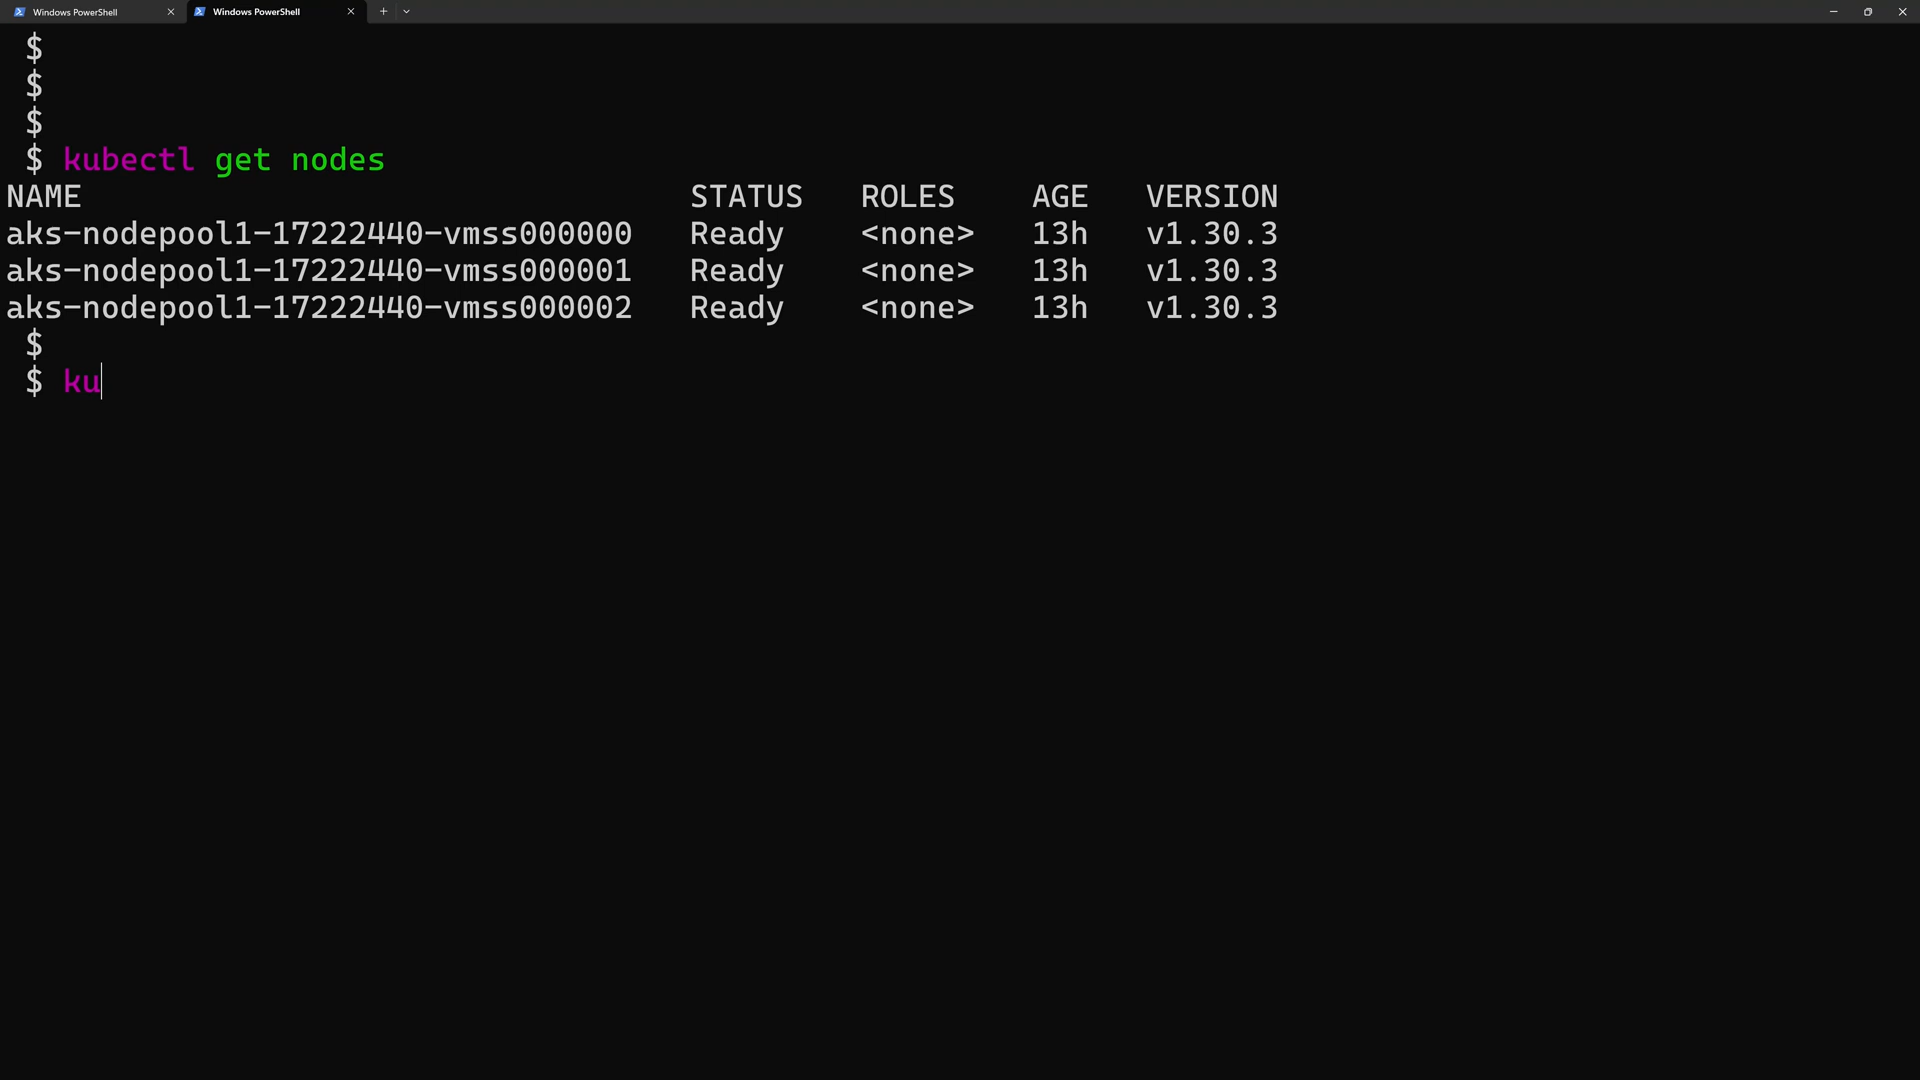 Windows PowerShell
Windows PowerShell
$
$
$
$ kubectl get nodes
NAME STATUS ROLES AGE VERSION
aks-nodepool1-17222440-vmss000000 Ready <none> 13h v1.30.3
aks-nodepool1-17222440-vmss000001 Ready <none> 13h v1.30.3
aks-nodepool1-17222440-vmss000002 Ready <none> 13h v1.30.3
$
$ ku